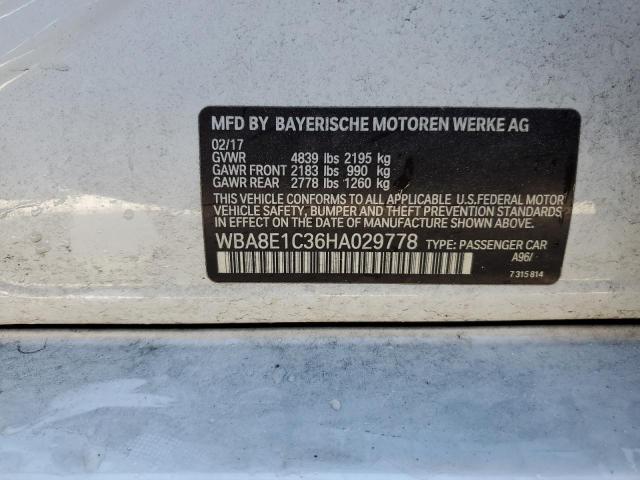 MFD BY BAYERISCHE MOTOREN WERKE AG
02/17
GVWR 4839 lbs 2195 kg
GAWR FRONT 2183 lbs 990 kg
GAWR REAR 2778 lbs 1260 kg
THIS VEHICLE CONFORMS TO ALL APPLICABLE U.S.FEDERAL MOTOR
VEHICLE SAFETY, BUMPER AND THEFT PREVENTION STANDARDS
IN EFFECT ON THE DATE OF MANUFACTURE SHOWN ABOVE.
WBA8E1C36HA029778 TYPE: PASSENGER CAR
A96/
7 315 814